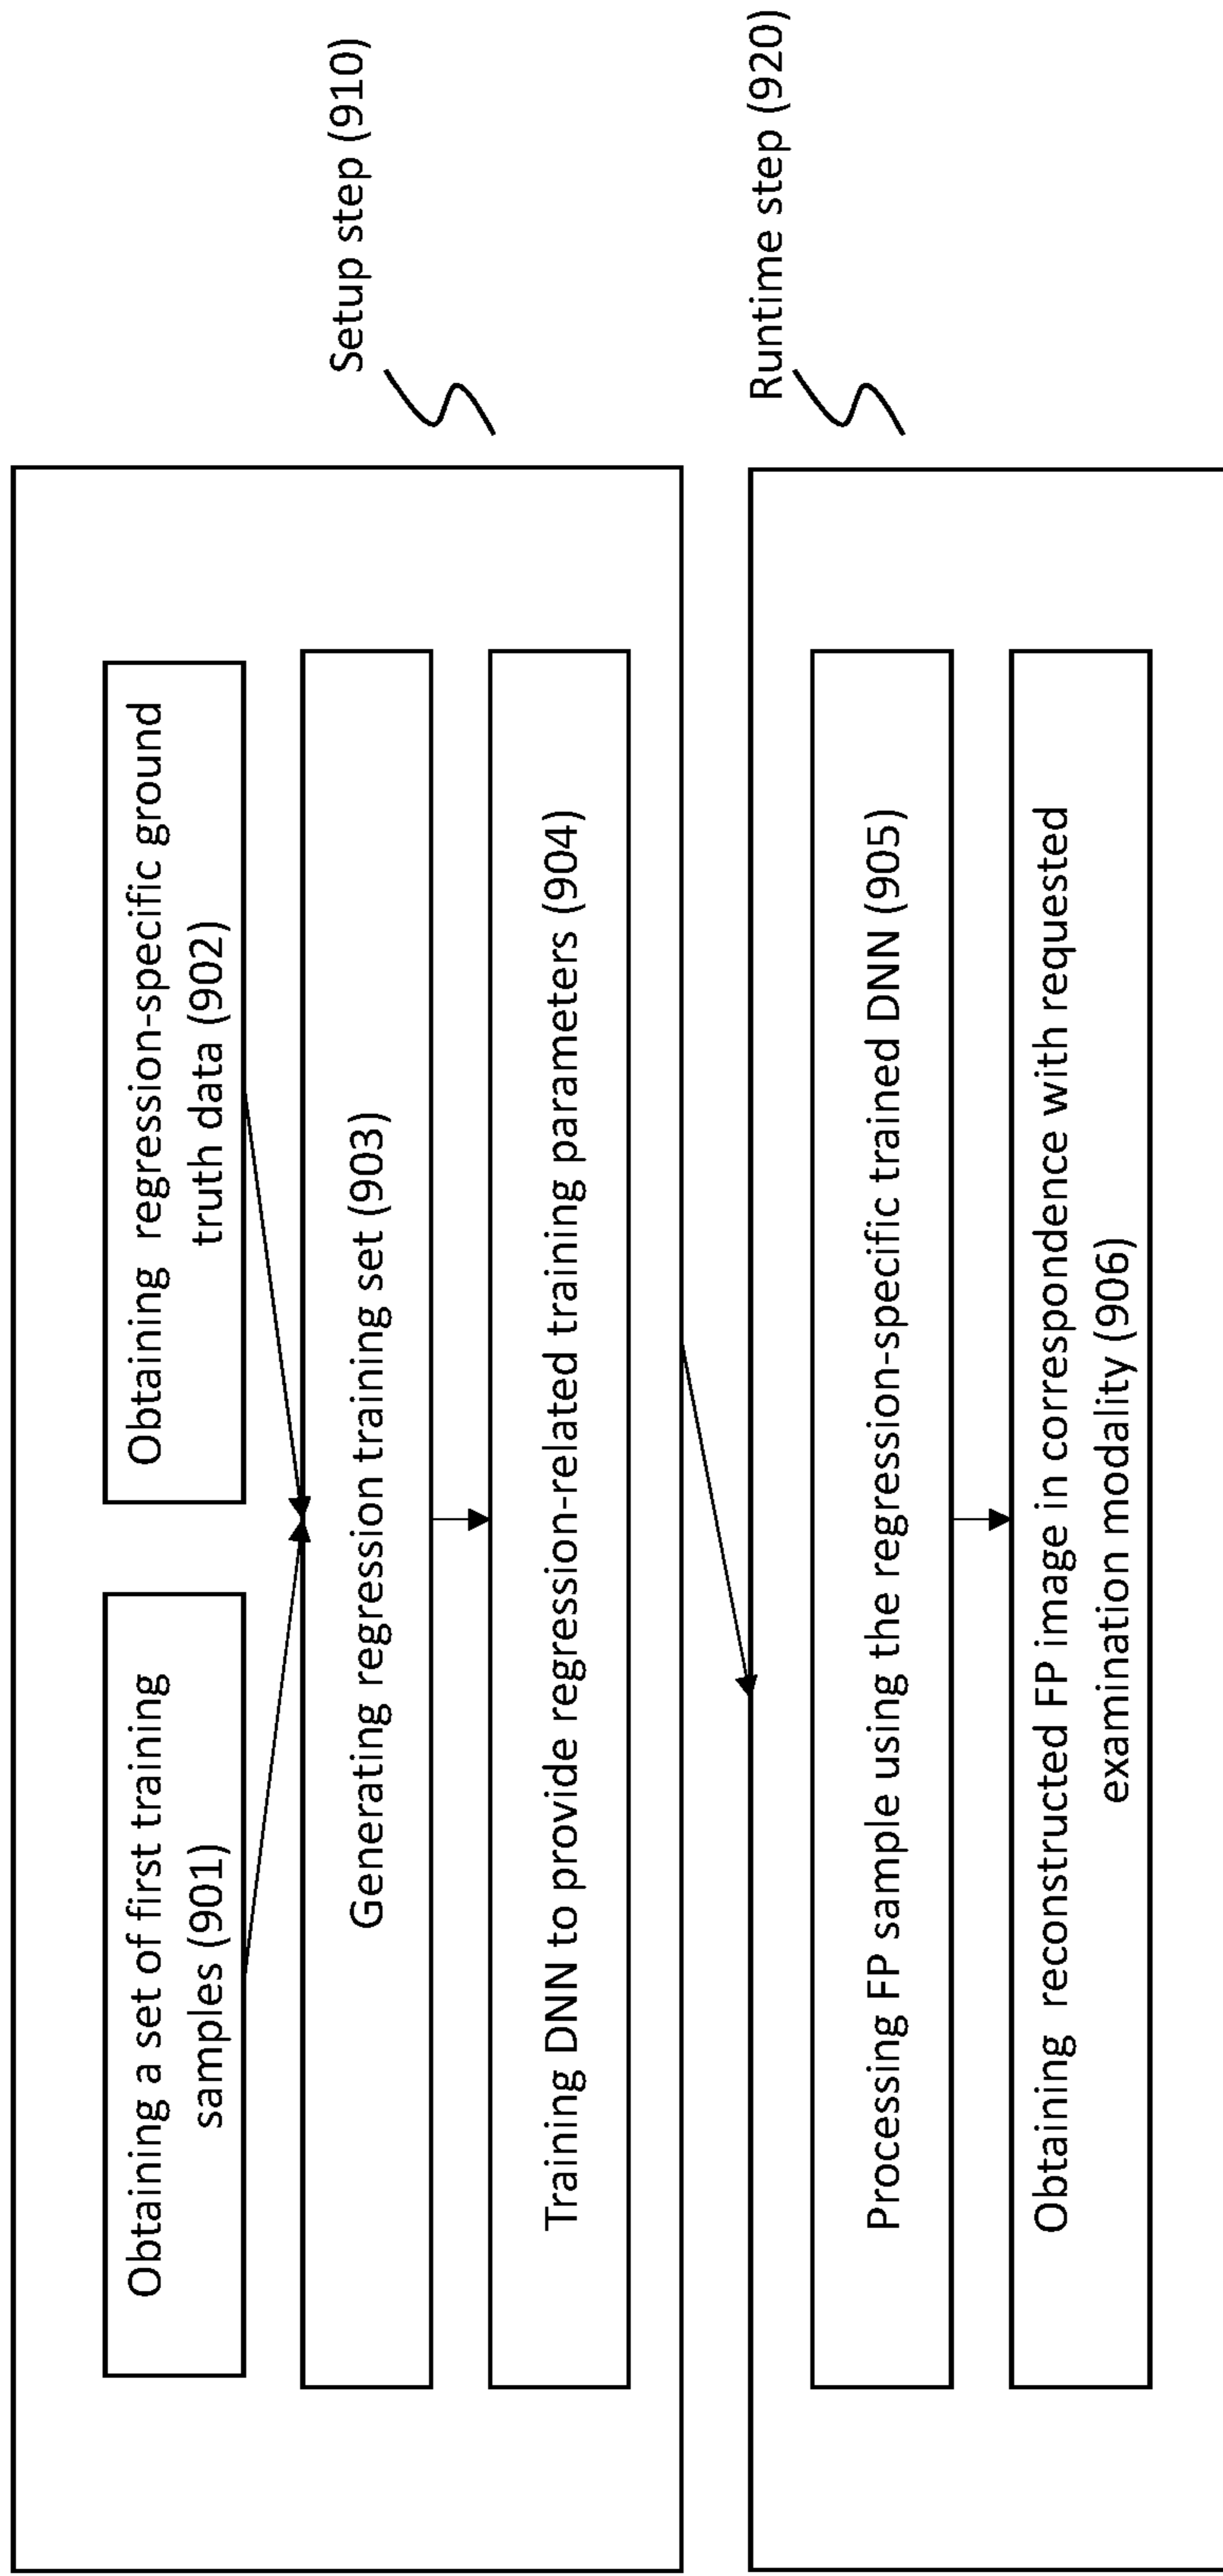 Setup step (910)
Obtaining a set of first training
samples (901)
Obtaining regression-specific ground
truth data (902)
Generating regression training set (903)
Training DNN to provide regression-related training parameters (904)
Runtime step (920)
Processing FP sample using the regression-specific trained DNN (905)
Obtaining reconstructed FP image in correspondence with requested
examination modality (906)